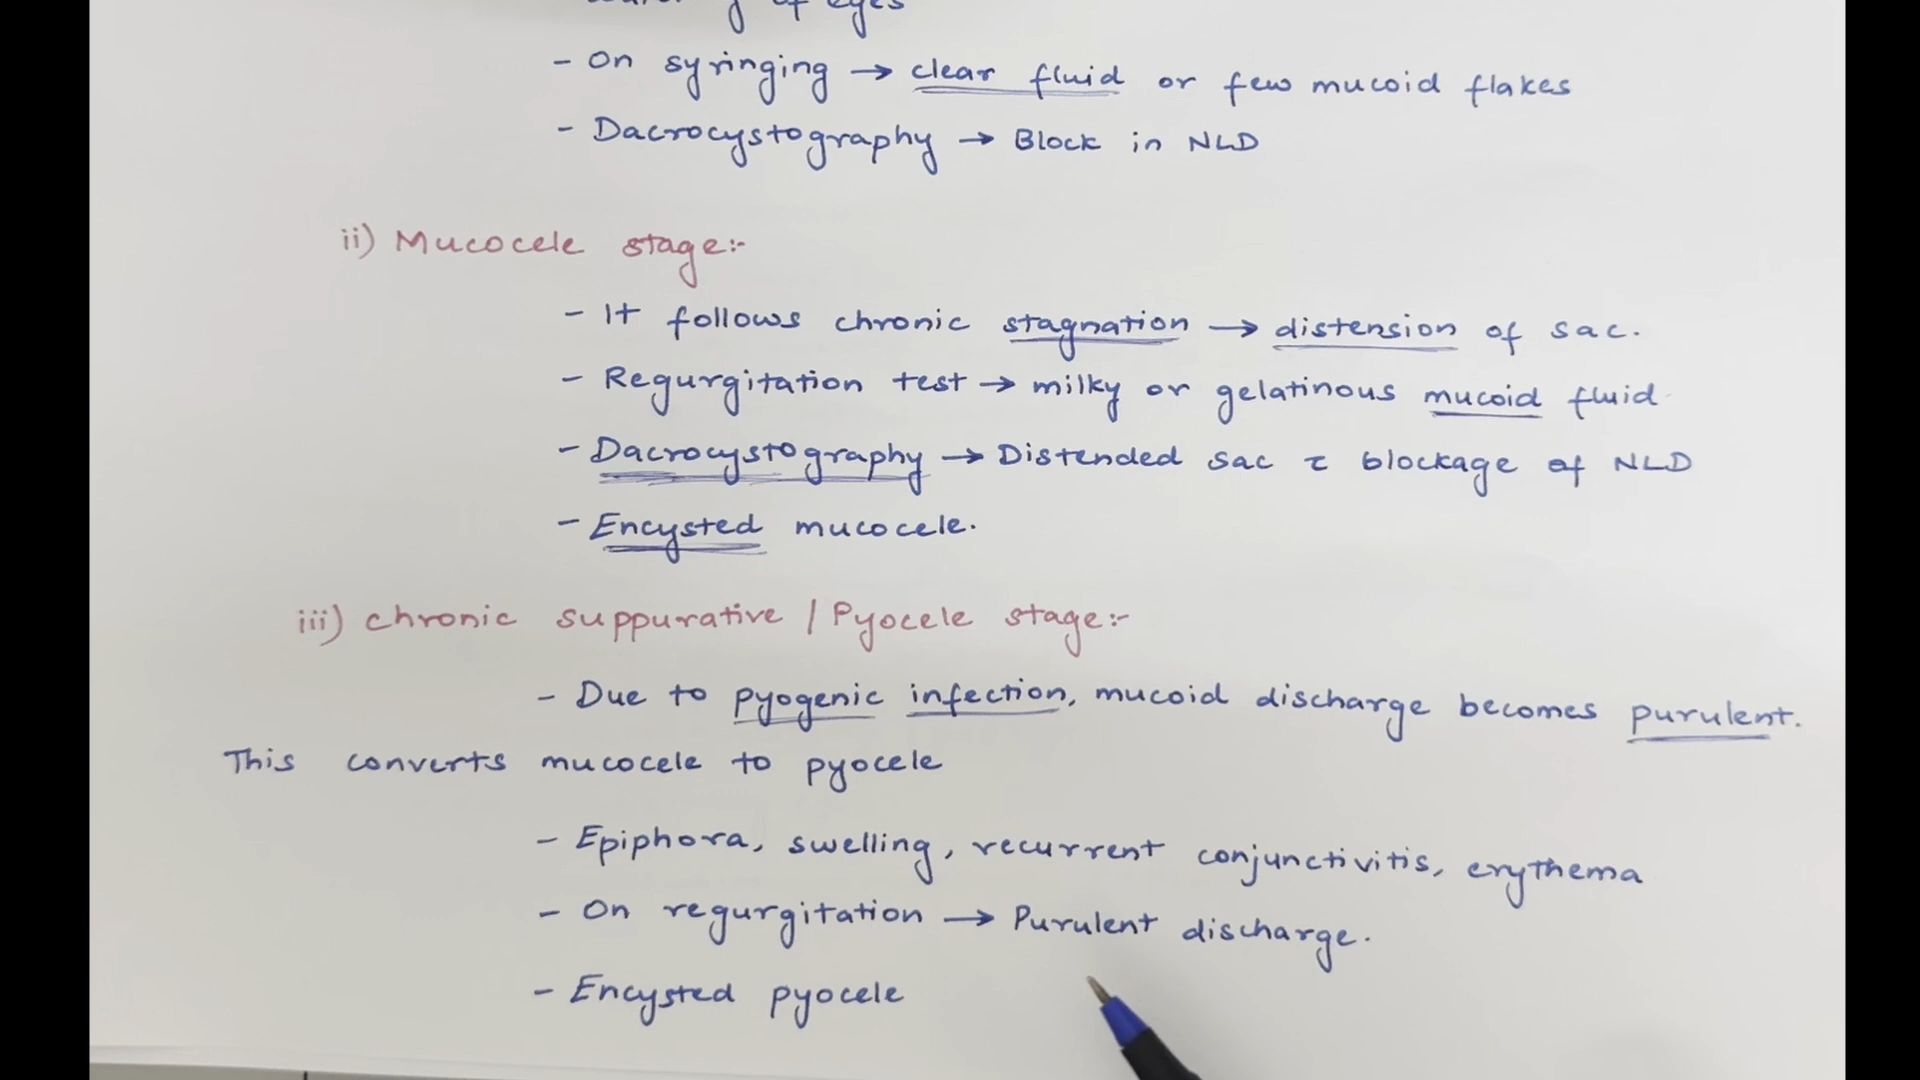 of eyes
- On syringing → clear fluid or few mucoid flakes
- Dacrocystography → Block in NLD
ii) Mucocele stage:-
- It follows chronic stagnation → distension of sac.
- Regurgitation test → milky or gelatinous mucoid fluid
- Dacrocystography → Distended sac c̄ blockage of NLD
- Encysted mucocele.
iii) chronic suppurative / Pyocele stage:-
- Due to pyogenic infection, mucoid discharge becomes purulent.
This converts mucocele to pyocele
- Epiphora, swelling, recurrent conjunctivitis, erythema
- On regurgitation → Purulent discharge.
- Encysted pyocele